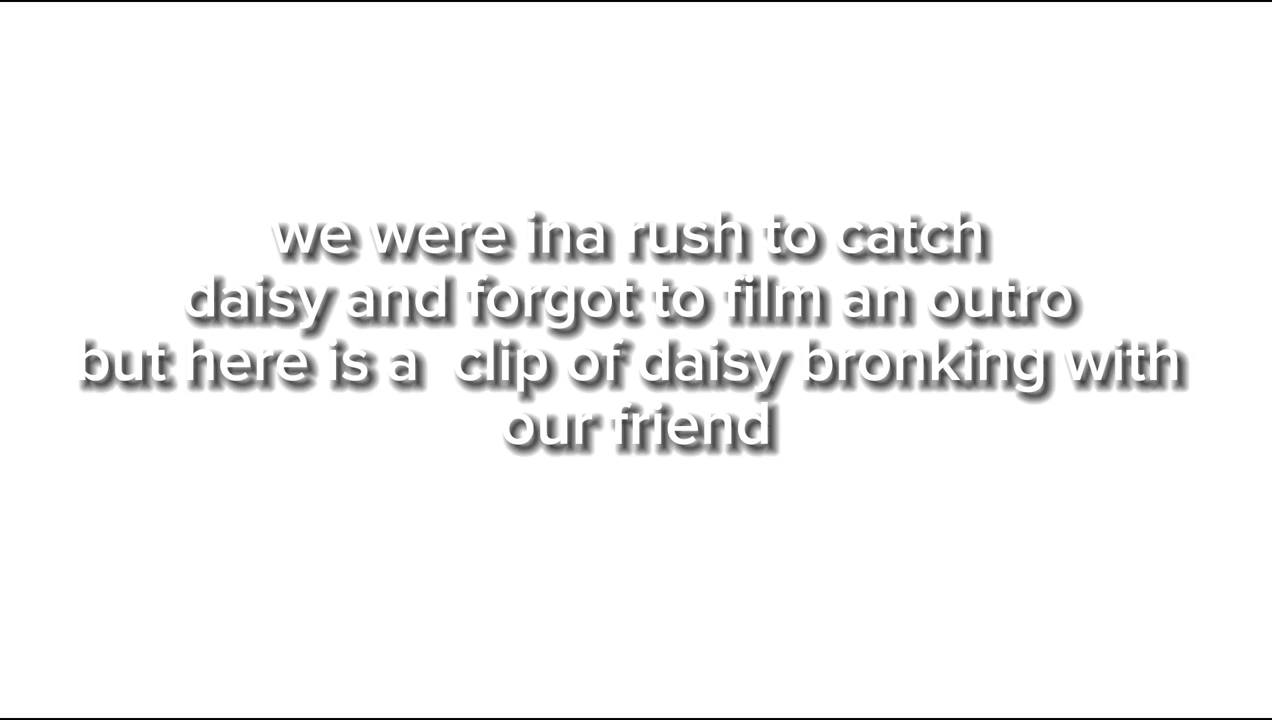 we were ina rush to catch
daisy and forgot to film an outro
but here is a  clip of daisy bronking with
our friend